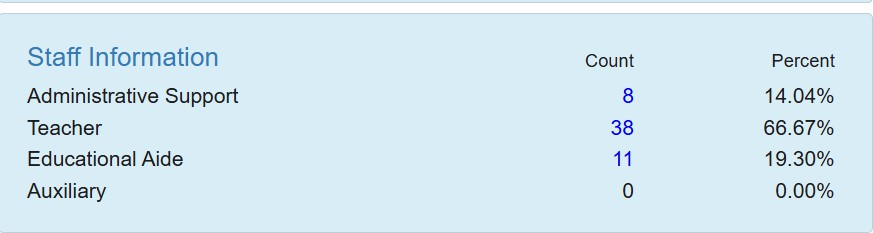 Staff Information Count Percent
Administrative Support 8 14.04%
Teacher 38 66.67%
Educational Aide 11 19.30%
Auxiliary 0 0.00%